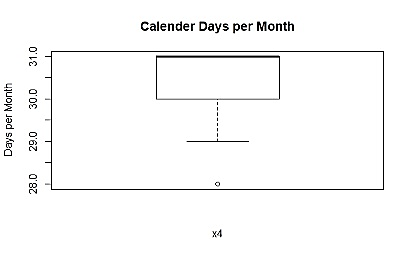 Calender Days per Month
Days per Month
31.0
30.0
29.0
28.0
x4